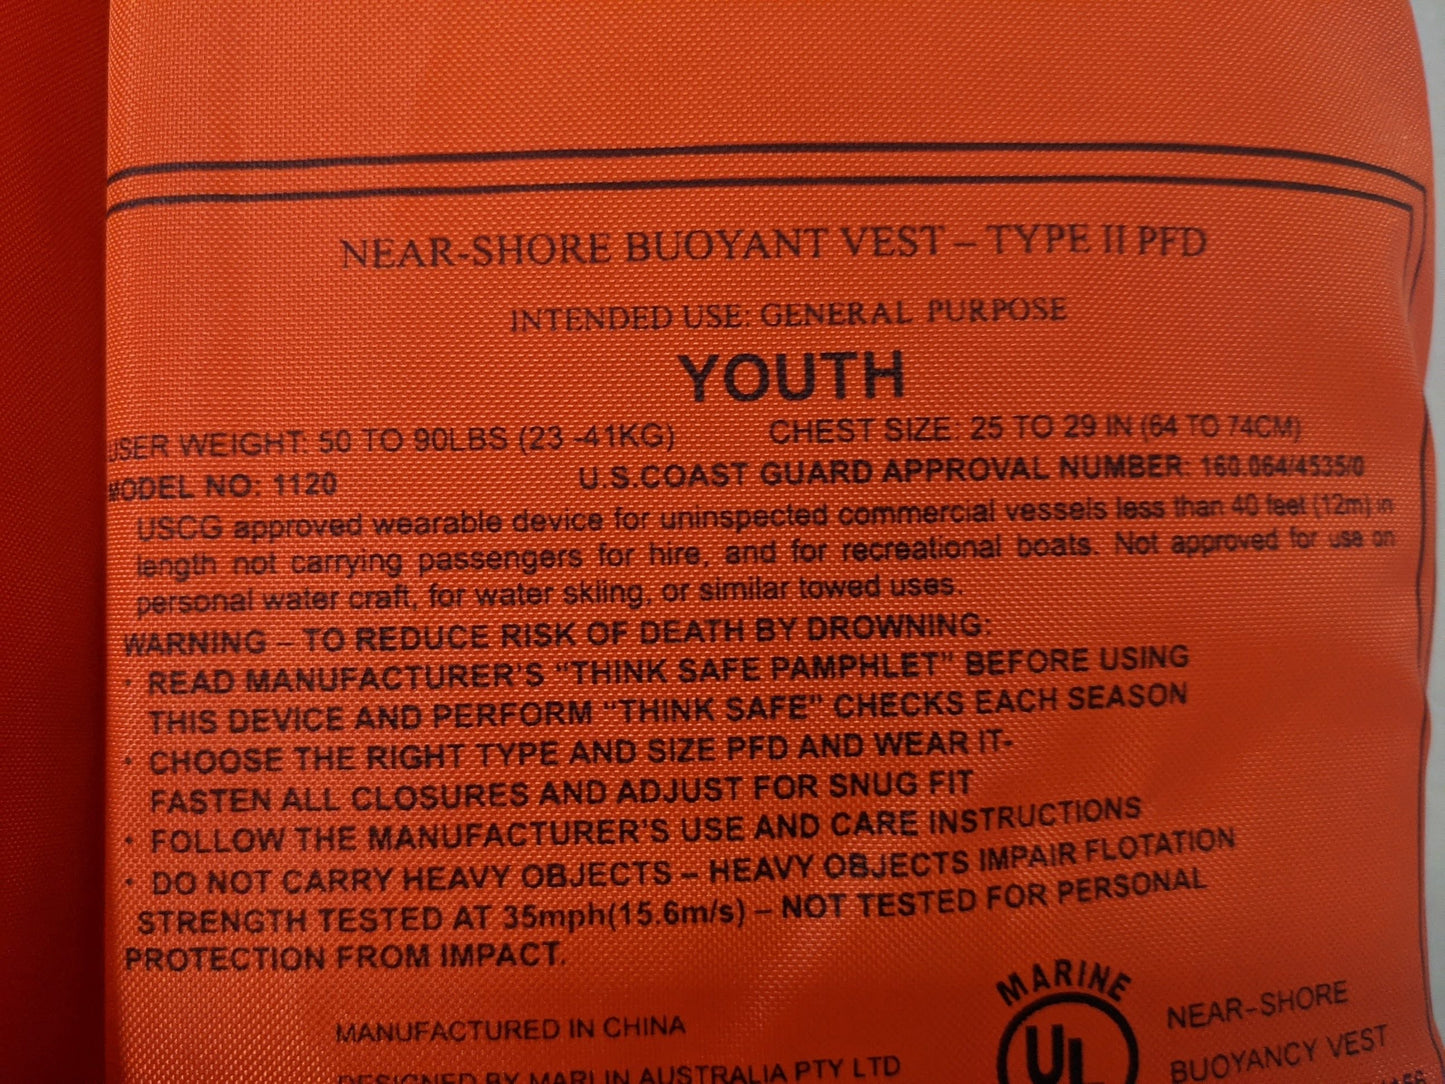 NEAR-SHORE BUOYANT VEST – TYPE II PFD
INTENDED USE: GENERAL PURPOSE
YOUTH
USER WEIGHT: 50 TO 90LBS (23 -41KG) CHEST SIZE: 25 TO 29 IN (64 TO 74CM)
MODEL NO: 1120 U.S.COAST GUARD APPROVAL NUMBER: 160.064/4535/0
USCG approved wearable device for uninspected commercial vessels less than 40 feet (12m) in
length not carrying passengers for hire, and for recreational boats. Not approved for use on
personal water craft, for water skiing, or similar towed uses.
WARNING – TO REDUCE RISK OF DEATH BY DROWNING:
· READ MANUFACTURER'S "THINK SAFE PAMPHLET" BEFORE USING
THIS DEVICE AND PERFORM "THINK SAFE" CHECKS EACH SEASON
· CHOOSE THE RIGHT TYPE AND SIZE PFD AND WEAR IT-
FASTEN ALL CLOSURES AND ADJUST FOR SNUG FIT
· FOLLOW THE MANUFACTURER'S USE AND CARE INSTRUCTIONS
· DO NOT CARRY HEAVY OBJECTS – HEAVY OBJECTS IMPAIR FLOTATION
STRENGTH TESTED AT 35mph(15.6m/s) – NOT TESTED FOR PERSONAL
PROTECTION FROM IMPACT.
MANUFACTURED IN CHINA
DESIGNED BY MARLIN AUSTRALIA PTY LTD
MARINE
UL
NEAR-SHORE
BUOYANCY VEST